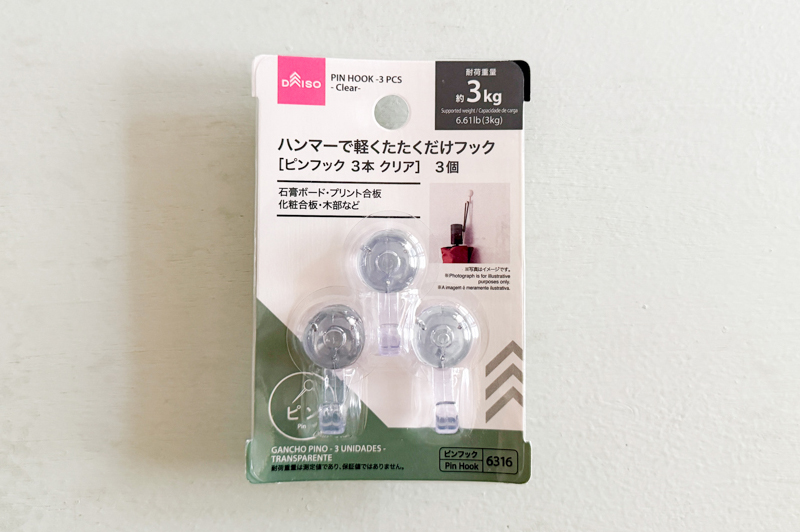 DAISO
PIN HOOK -3 PCS
- Clear-
耐荷重量
約3kg
Supported weight / Capacidade de carga
6.61lb(3kg)
ハンマーで軽くたたくだけフック
[ピンフック 3本 クリア] 3個
石膏ボード・プリント合板
化粧合板・木部など
※写真はイメージです。
※Photograph is for illustrative
purposes only.
※A imagem é meramente ilustrativa.
ピン
Pin
GANCHO PINO - 3 UNIDADES -
TRANSPARENTE
耐荷重量は測定値であり、保証値ではありません。
ピンフック
Pin Hook
6316